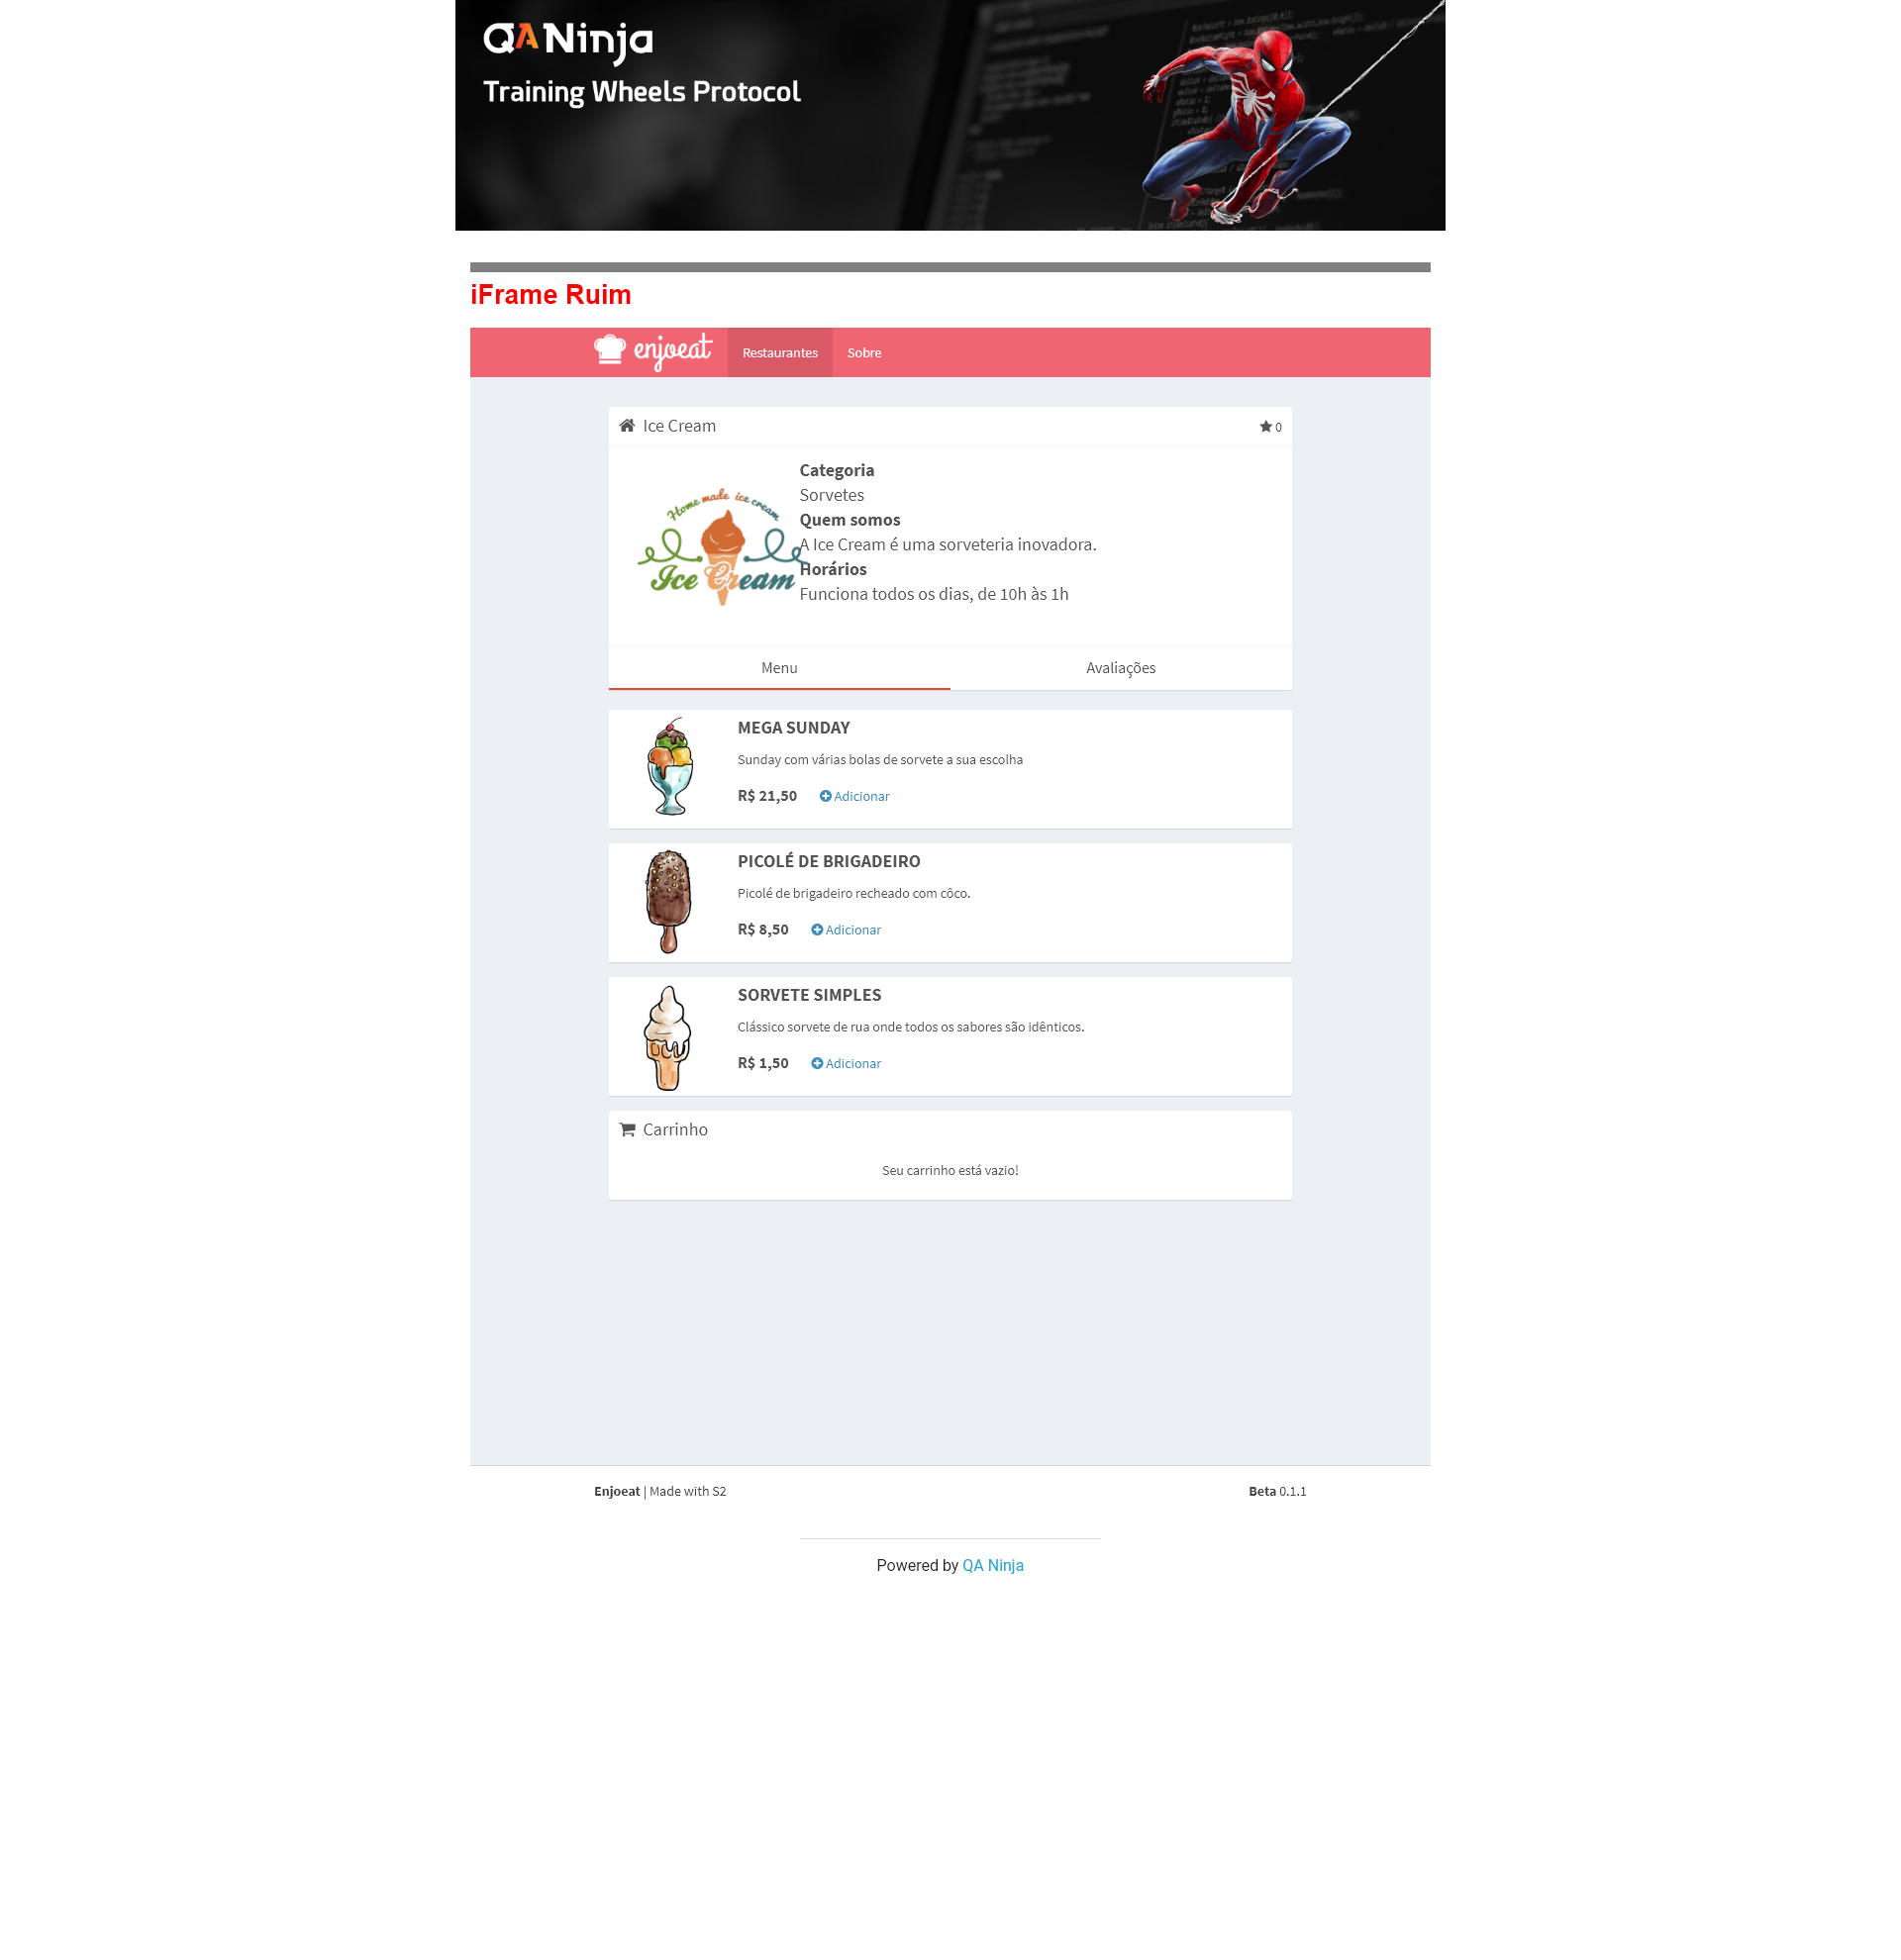 QANinja
Training Wheels Protocol
iFrame Ruim
enjoeat
Restaurantes
Sobre
Ice Cream
0
Home made ice cream
Ice Cream
Categoria
Sorvetes
Quem somos
A Ice Cream é uma sorveteria inovadora.
Horários
Funciona todos os dias, de 10h às 1h
Menu
Avaliações
MEGA SUNDAY
Sunday com várias bolas de sorvete a sua escolha
R$ 21,50 Adicionar
PICOLÉ DE BRIGADEIRO
Picolé de brigadeiro recheado com côco.
R$ 8,50 Adicionar
SORVETE SIMPLES
Clássico sorvete de rua onde todos os sabores são idênticos.
R$ 1,50 Adicionar
Carrinho
Seu carrinho está vazio!
Enjoeat | Made with S2
Beta 0.1.1
Powered by QA Ninja